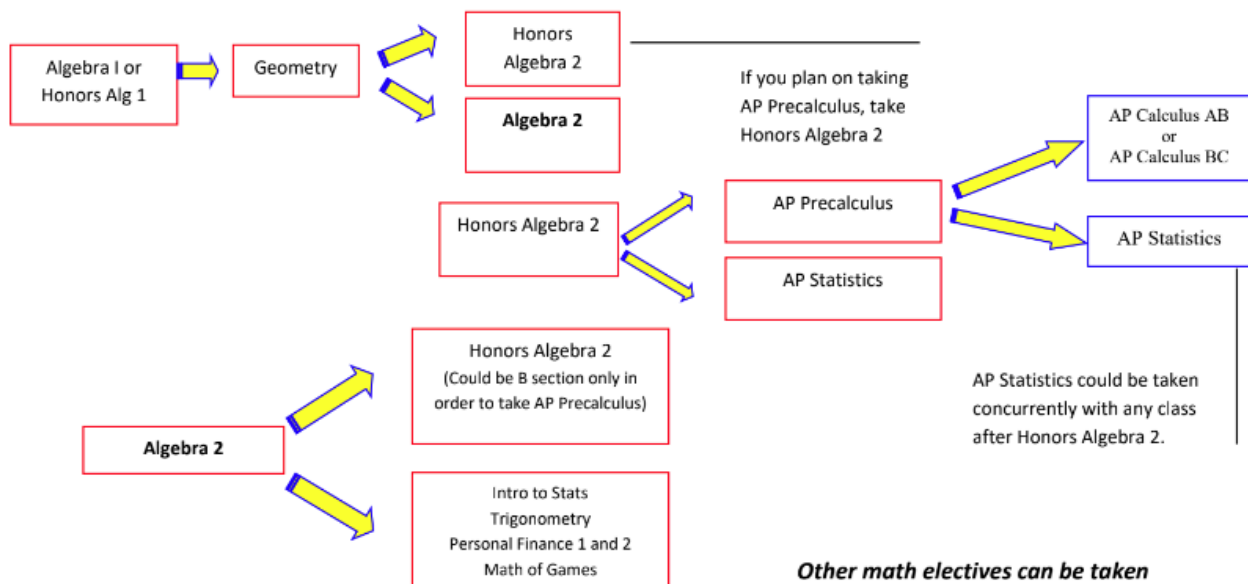 Algebra I or
Honors Alg 1
Geometry
Honors
Algebra 2
Algebra 2
If you plan on taking
AP Precalculus, take
Honors Algebra 2
Honors Algebra 2
AP Precalculus
AP Statistics
AP Calculus AB
or
AP Calculus BC
AP Statistics
AP Statistics could be taken
concurrently with any class
after Honors Algebra 2.
Algebra 2
Honors Algebra 2
(Could be B section only in
order to take AP Precalculus)
Intro to Stats
Trigonometry
Personal Finance 1 and 2
Math of Games
Other math electives can be taken